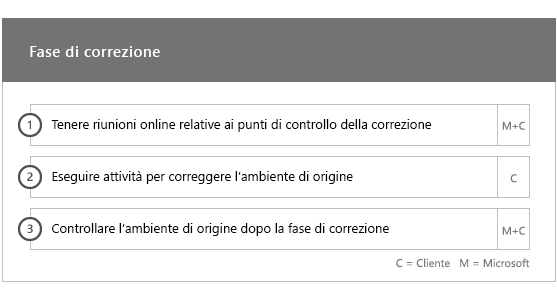 Fase di correzione
1 Tenere riunioni online relative ai punti di controllo della correzione M+C
2 Eseguire attività per correggere l'ambiente di origine C
3 Controllare l'ambiente di origine dopo la fase di correzione M+C
C = Cliente M = Microsoft